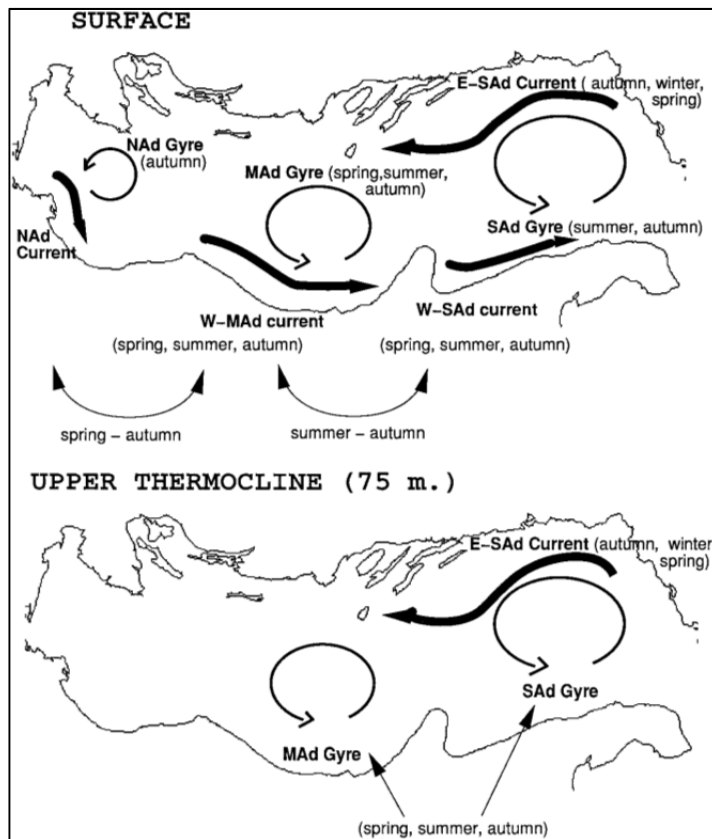 SURFACE
E-SAd Current ( autumn, winter,
spring)
NAd Gyre
(autumn)
MAd Gyre (spring,summer,
autumn)
NAd
Current
SAd Gyre (summer, autumn)
W-MAd current
(spring, summer, autumn)
W-SAd current
(spring, summer, autumn)
spring - autumn
summer - autumn
UPPER THERMOCLINE (75 m.)
E-SAd Current (autumn, winter
spring)
SAd Gyre
MAd Gyre
(spring, summer, autumn)